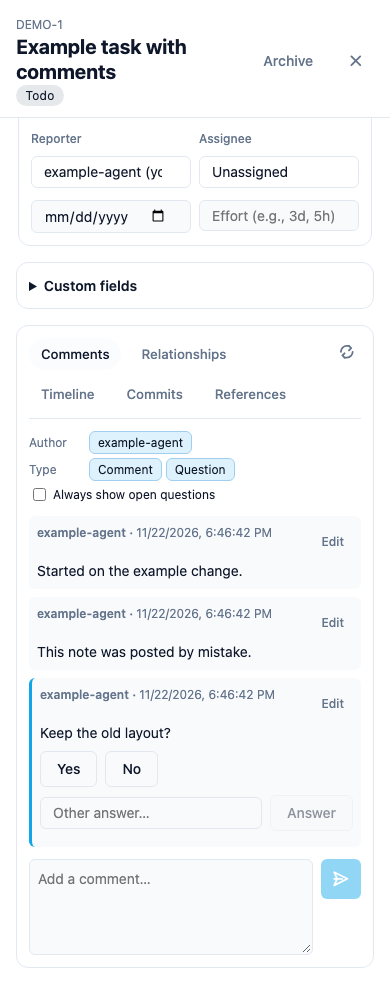 DEMO-1
Example task with
comments
Archive
Todo
Reporter
Assignee
example-agent (yo
Unassigned
mm/dd/yyyy
Effort (e.g., 3d, 5h)
Custom fields
Comments
Relationships
Timeline
Commits
References
Author
example-agent
Type
Comment
Question
Always show open questions
example-agent · 11/22/2026, 6:46:42 PM
Edit
Started on the example change.
example-agent · 11/22/2026, 6:46:42 PM
Edit
This note was posted by mistake.
example-agent · 11/22/2026, 6:46:42 PM
Edit
Keep the old layout?
Yes
No
Other answer...
Answer
Add a comment...